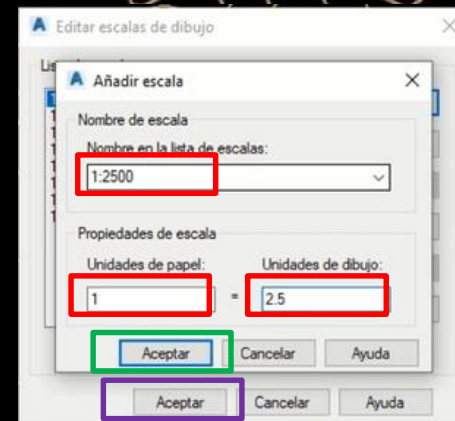 Editar escalas de dibujo
Añadir escala
Nombre de escala
Nombre en la lista de escalas:
1:2500
Propiedades de escala
Unidades de papel: Unidades de dibujo:
1 = 2.5
Aceptar Cancelar Ayuda
Aceptar Cancelar Ayuda